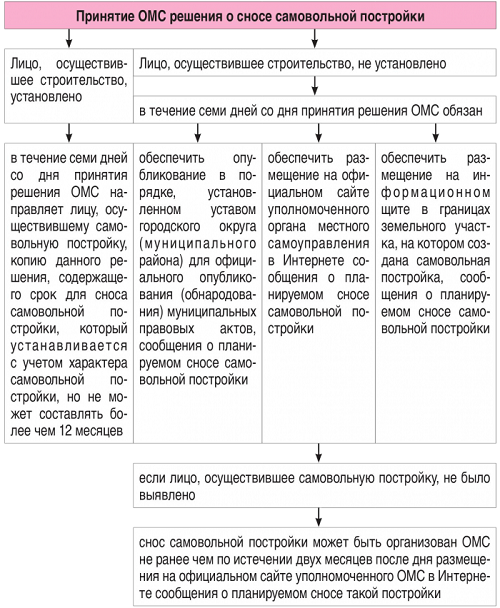 Принятие ОМС решения о сносе самовольной постройки
Лицо, осуществив-
шее строительство,
установлено
Лицо, осуществившее строительство, не установлено
в течение семи дней со дня принятия решения ОМС обязан
в течение семи дней
со дня принятия
решения ОМС на-
правляет лицу, осу-
ществившему само-
вольную постройку,
копию данного ре-
шения, содержаще-
го срок для сноса
самовольной по-
стройки, который
устанавливается
с учетом характера
самовольной по-
стройки, но не мо-
жет составлять бо-
лее чем 12 месяцев
обеспечить опу-
бликование в по-
рядке, установ-
ленном уставом
городского округа
(муниципального
района) для офици-
ального опублико-
вания (обнародова-
ния) муниципальных
правовых актов,
сообщения о плани-
руемом сносе само-
вольной постройки
обеспечить раз-
мещение на офи-
циальном сайте
уполномоченного
органа местного
самоуправления
в Интернете со-
общения о пла-
нируемом сносе
самовольной по-
стройки
обеспечить раз-
мещение на ин-
формационном
щите в границах
земельного участ-
ка, на котором соз-
дана самовольная
постройка, сооб-
щения о планируе-
мом сносе само-
вольной постройки
если лицо, осуществившее самовольную постройку, не было
выявлено
снос самовольной постройки может быть организован ОМС
не ранее чем по истечении двух месяцев после дня размеще-
ния на официальном сайте уполномоченного ОМС в Интерне-
те сообщения о планируемом сносе такой постройки